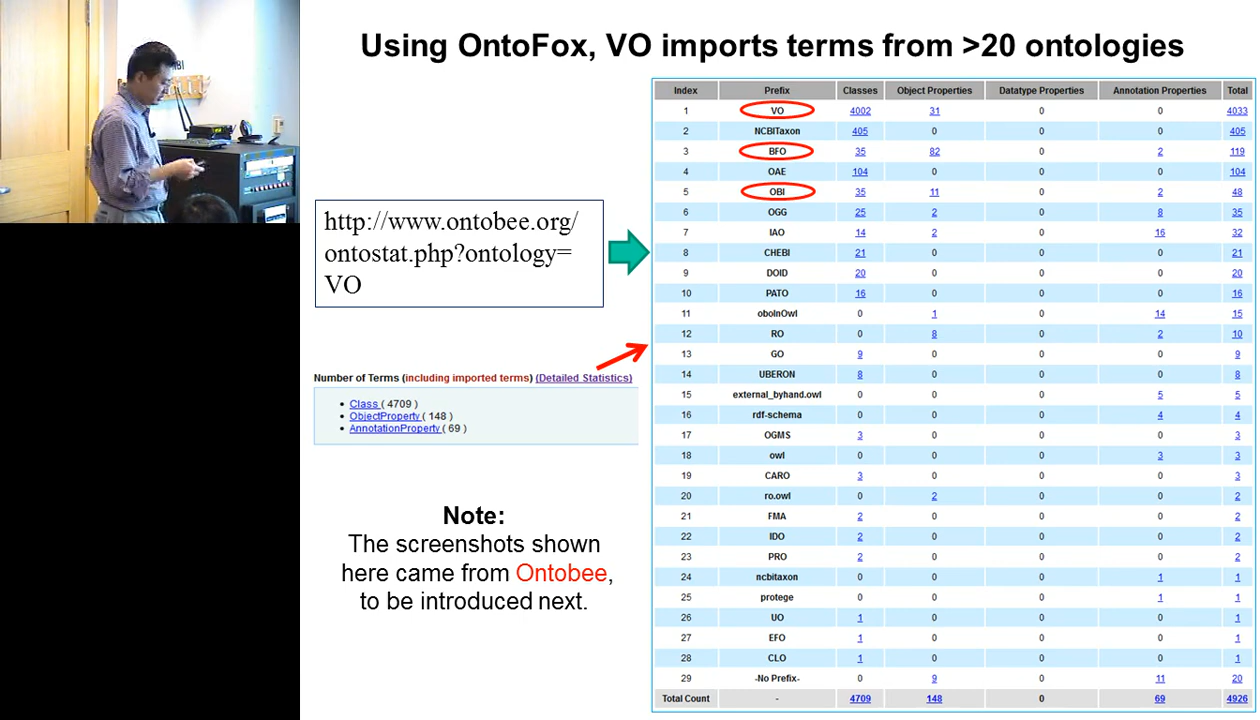 Using OntoFox, VO imports terms from >20 ontologies
http://www.ontobee.org/
ontostat.php?ontology=
VO
Number of Terms (including imported terms) (Detailed Statistics)
• Class ( 4709 )
• ObjectProperty ( 148 )
• AnnotationProperty ( 69 )
Note:
The screenshots shown
here came from Ontobee,
to be introduced next.
Index Prefix Classes Object Properties Datatype Properties Annotation Properties Total
1 VO 4002 31 0 0 4033
2 NCBITaxon 405 0 0 0 405
3 BFO 35 82 0 2 119
4 OAE 104 0 0 0 104
5 OBI 35 11 0 2 48
6 OGG 25 2 0 8 35
7 IAO 14 2 0 16 32
8 CHEBI 21 0 0 0 21
9 DOID 20 0 0 0 20
10 PATO 16 0 0 0 16
11 oboInOwl 0 1 0 14 15
12 RO 0 8 0 2 10
13 GO 9 0 0 0 9
14 UBERON 8 0 0 0 8
15 external_byhand.owl 0 0 0 5 5
16 rdf-schema 0 0 0 4 4
17 OGMS 3 0 0 0 3
18 owl 0 0 0 3 3
19 CARO 3 0 0 0 3
20 ro.owl 0 2 0 0 2
21 FMA 2 0 0 0 2
22 IDO 2 0 0 0 2
23 PRO 2 0 0 0 2
24 ncbitaxon 0 0 0 1 1
25 protege 0 0 0 1 1
26 UO 1 0 0 0 1
27 EFO 1 0 0 0 1
28 CLO 1 0 0 0 1
29 -No Prefix- 0 9 0 11 20
Total Count - 4709 148 0 69 4926